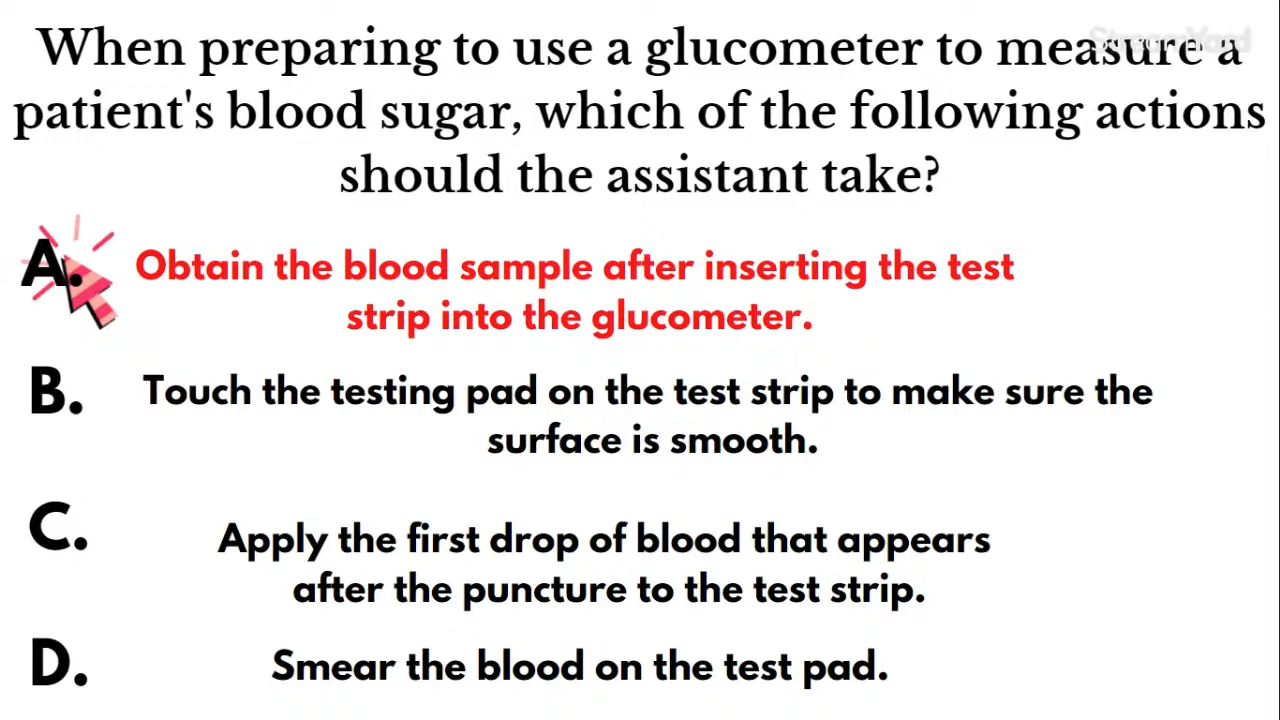 StreamYard
When preparing to use a glucometer to measure a
patient's blood sugar, which of the following actions
should the assistant take?
A. Obtain the blood sample after inserting the test
strip into the glucometer.
B. Touch the testing pad on the test strip to make sure the
surface is smooth.
C. Apply the first drop of blood that appears
after the puncture to the test strip.
D. Smear the blood on the test pad.